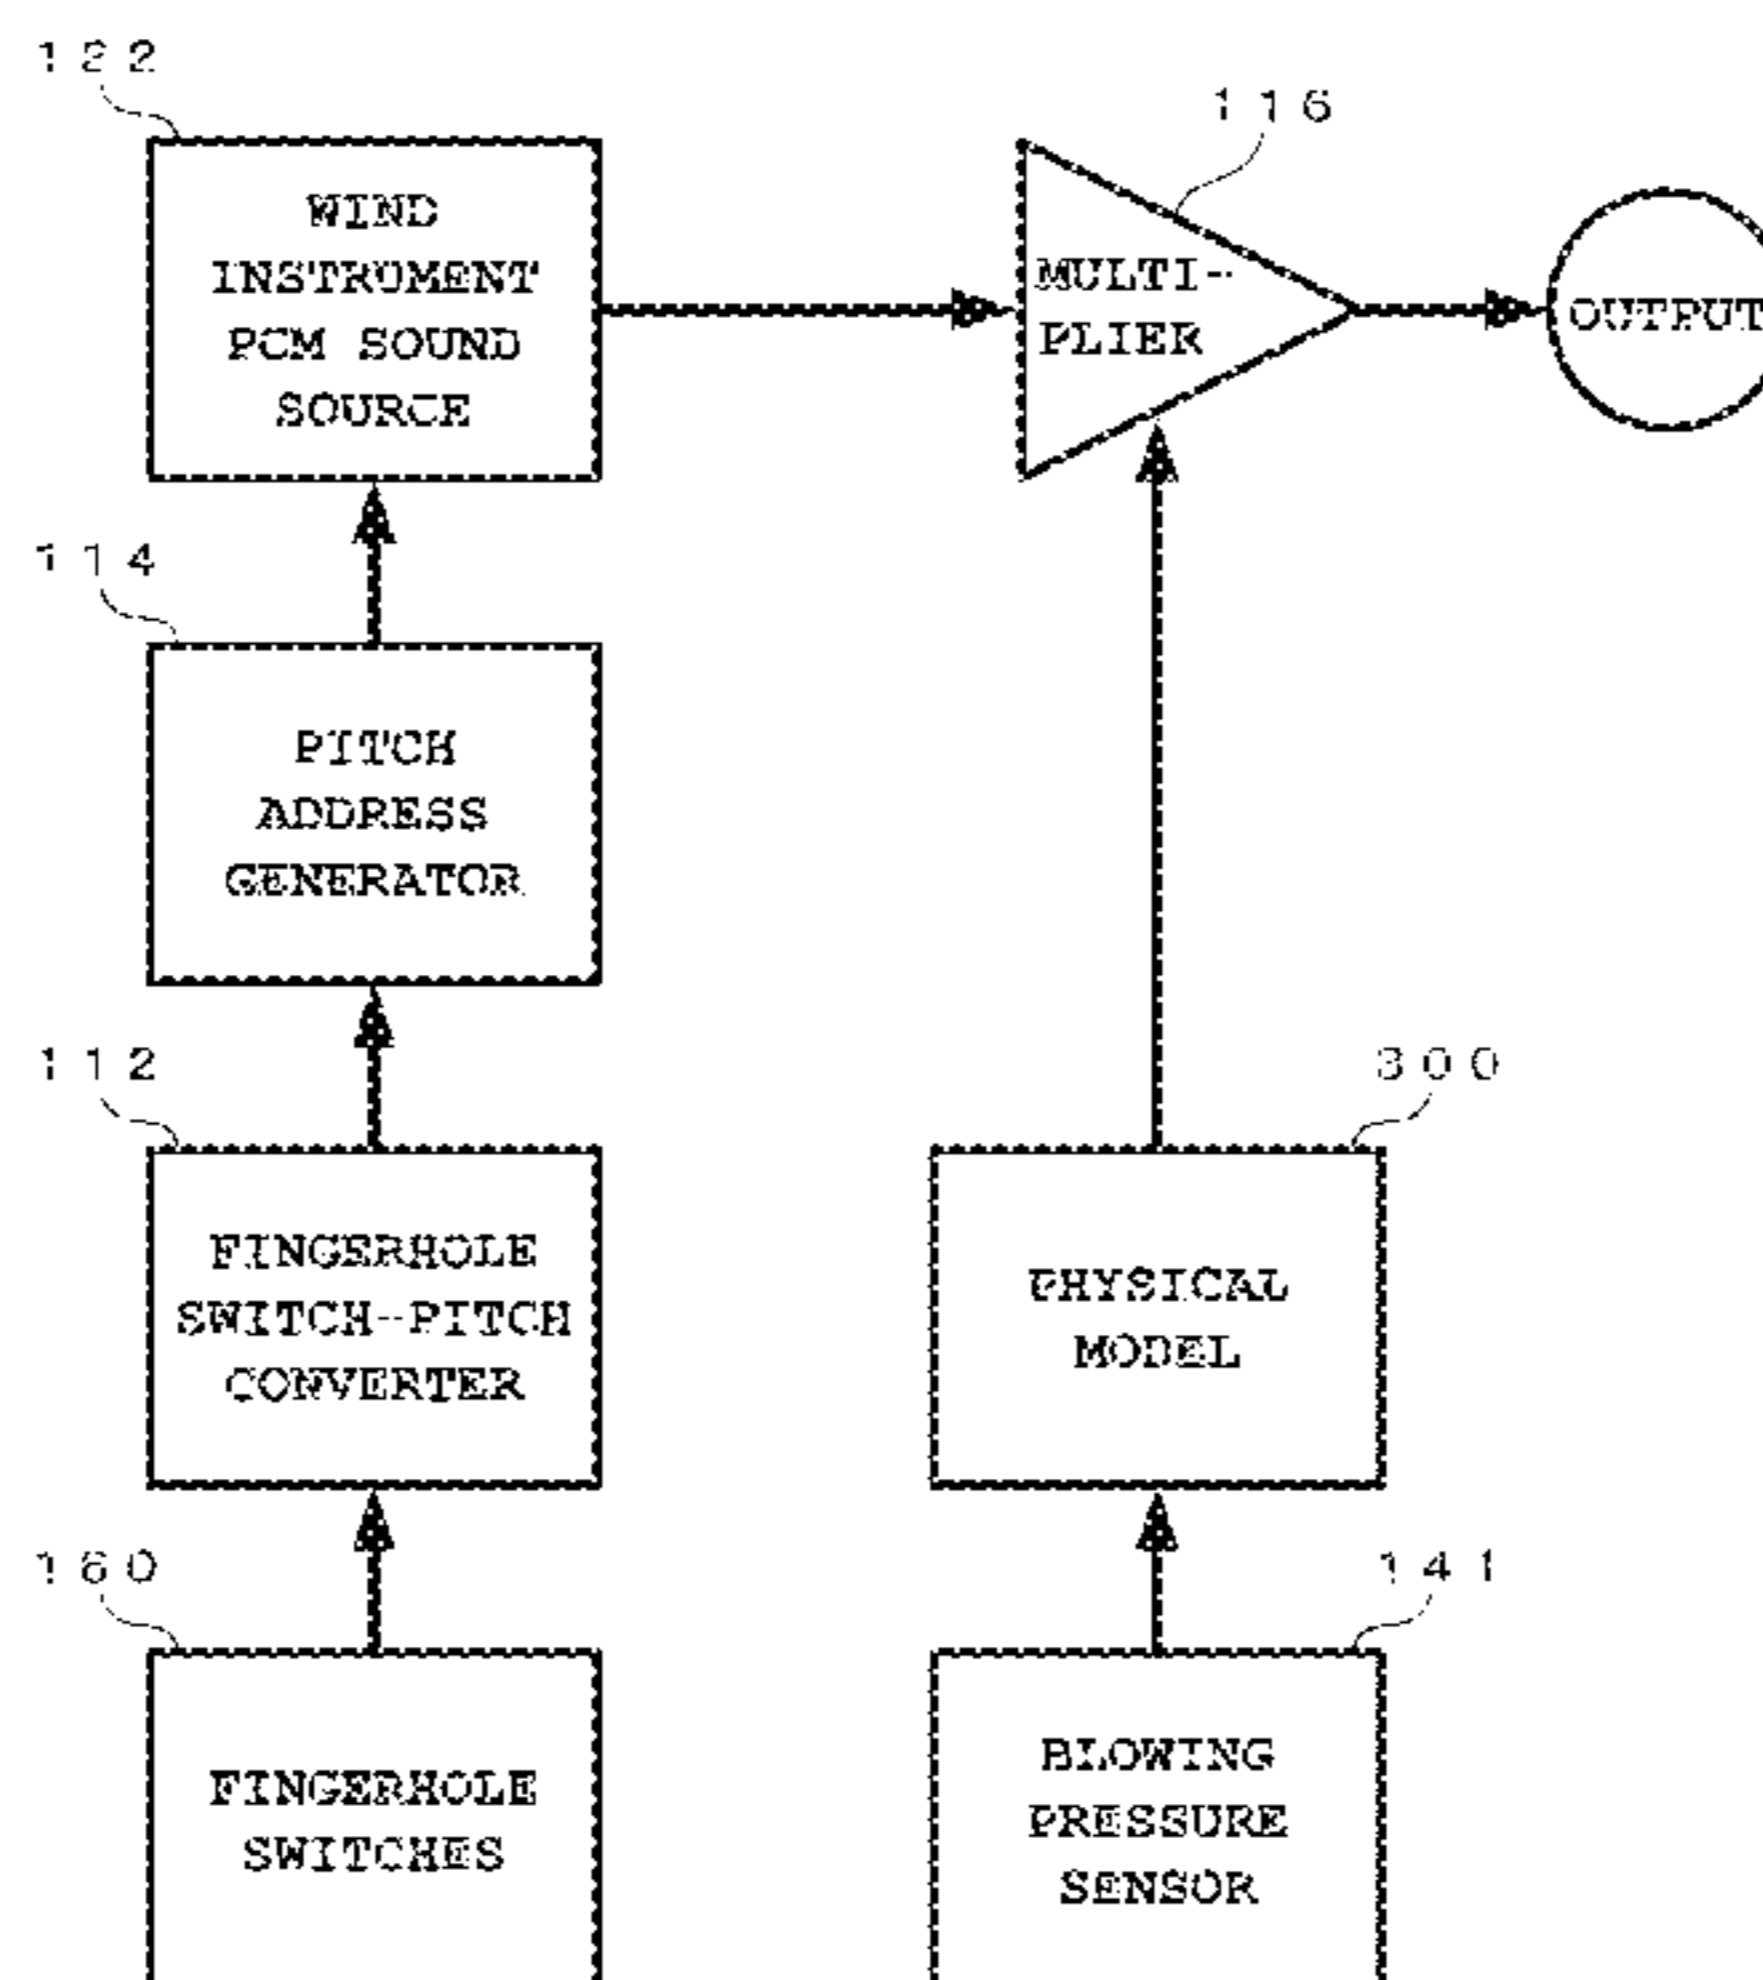 122
116
WIND
INSTRUMENT
PCM SOUND
SOURCE
MULTI-
PLIER
OUTPUT
114
PITCH
ADDRESS
GENERATOR
112
300
FINGERHOLE
SWITCH-PITCH
CONVERTER
PHYSICAL
MODEL
160
141
FINGERHOLE
SWITCHES
BLOWING
PRESSURE
SENSOR